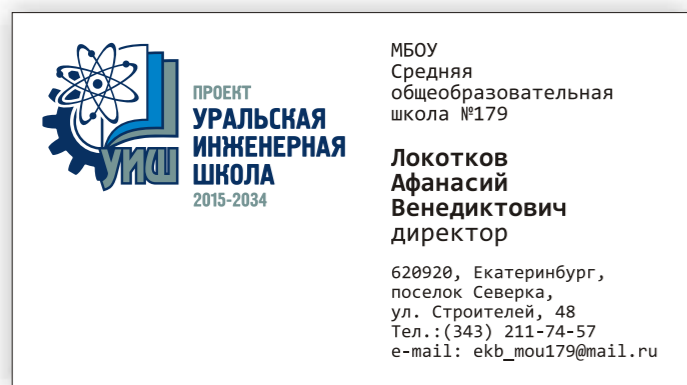 УИШ
ПРОЕКТ
УРАЛЬСКАЯ
ИНЖЕНЕРНАЯ
ШКОЛА
2015-2034
МБОУ
Средняя
общеобразовательная
школа №179
Локотков
Афанасий
Венедиктович
директор
620920, Екатеринбург,
поселок Северка,
ул. Строителей, 48
Тел.:(343) 211-74-57
e-mail: ekb_mou179@mail.ru